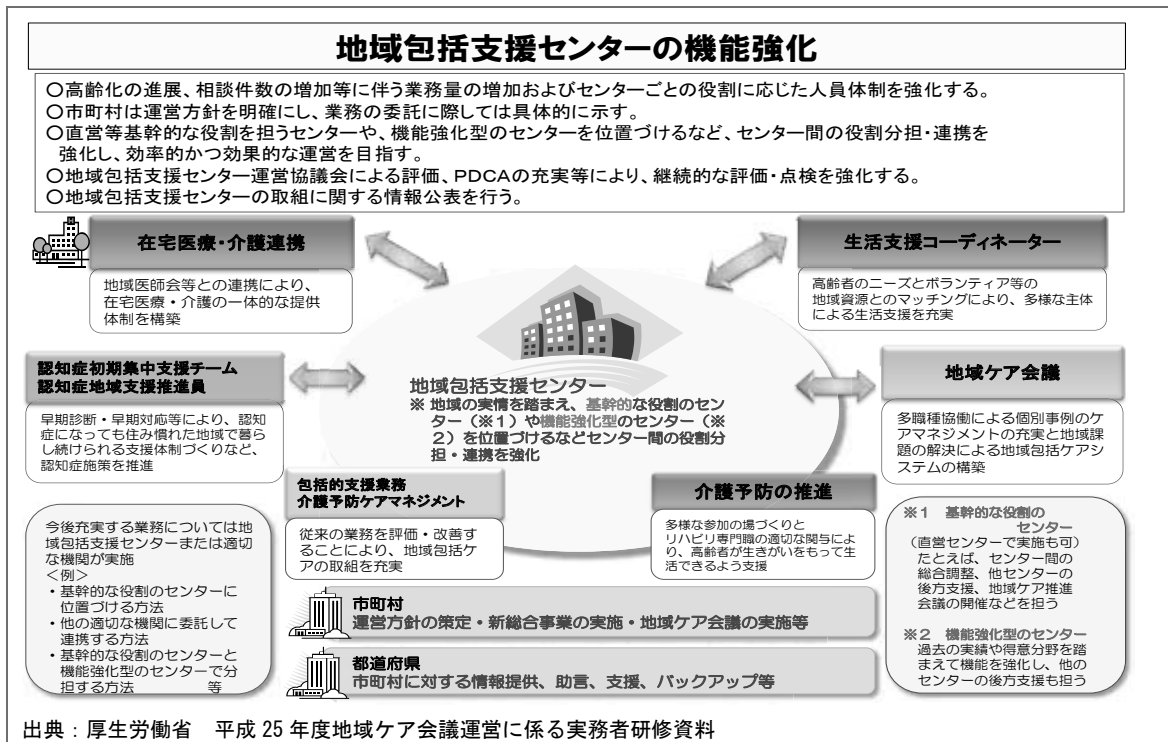 地域包括支援センターの機能強化
○高齢化の進展、相談件数の増加等に伴う業務量の増加およびセンターごとの役割に応じた人員体制を強化する。
○市町村は運営方針を明確にし、業務の委託に際しては具体的に示す。
○直営等基幹的な役割を担うセンターや、機能強化型のセンターを位置づけるなど、センター間の役割分担・連携を
強化し、効率的かつ効果的な運営を目指す。
○地域包括支援センター運営協議会による評価、PDCAの充実等により、継続的な評価・点検を強化する。
○地域包括支援センターの取組に関する情報公表を行う。
在宅医療・介護連携
地域医師会等との連携により、
在宅医療・介護の一体的な提供
体制を構築
生活支援コーディネーター
高齢者のニーズとボランティア等の
地域資源とのマッチングにより、多様な主体
による生活支援を充実
認知症初期集中支援チーム
認知症地域支援推進員
早期診断・早期対応等により、認知
症になっても住み慣れた地域で暮ら
し続けられる支援体制づくりなど、
認知症施策を推進
地域包括支援センター
※ 地域の実情を踏まえ、基幹的な役割のセン
ター（※１）や機能強化型のセンター（※
２）を位置づけるなどセンター間の役割分
担・連携を強化
地域ケア会議
多職種協働による個別事例のケ
アマネジメントの充実と地域課
題の解決による地域包括ケアシ
ステムの構築
包括的支援業務
介護予防ケアマネジメント
従来の業務を評価・改善す
ることにより、地域包括ケ
アの取組を充実
介護予防の推進
多様な参加の場づくりと
リハビリ専門職の適切な関与によ
り、高齢者が生きがいをもって生
活できるよう支援
今後充実する業務については地
域包括支援センターまたは適切
な機関が実施
＜例＞
・基幹的な役割のセンターに
位置づける方法
・他の適切な機関に委託して
連携する方法
・基幹的な役割のセンターと
機能強化型のセンターで分
担する方法 等
市町村
運営方針の策定・新総合事業の実施・地域ケア会議の実施等
都道府県
市町村に対する情報提供、助言、支援、バックアップ等
※１ 基幹的な役割の
センター
（直営センターで実施も可）
たとえば、センター間の
総合調整、他センターの
後方支援、地域ケア推進
会議の開催などを担う
※２ 機能強化型のセンター
過去の実績や得意分野を踏
まえて機能を強化し、他の
センターの後方支援も担う
出典：厚生労働省 平成25年度地域ケア会議運営に係る実務者研修資料